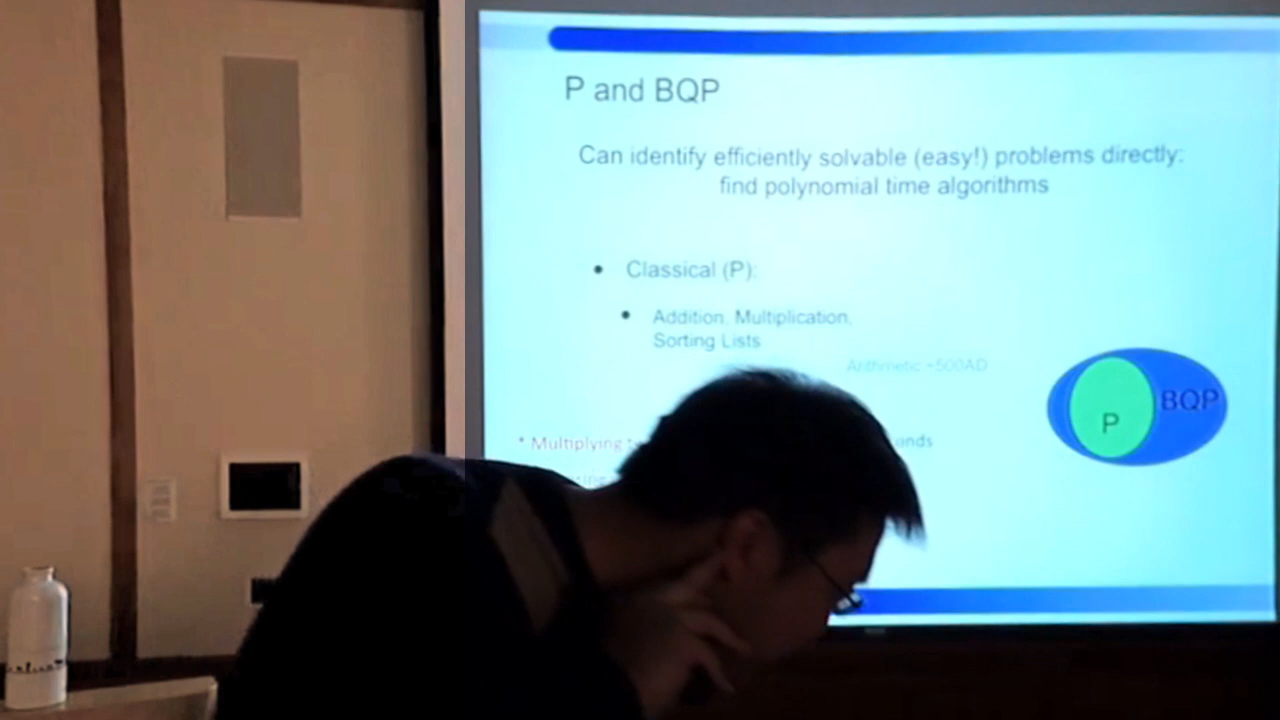 P and BQP
Can identify efficiently solvable (easy!) problems directly:
find polynomial time algorithms
• Classical (P):
• Addition, Multiplication,
Sorting Lists
Arithmetic ~500AD
BQP
P
* Multiplying